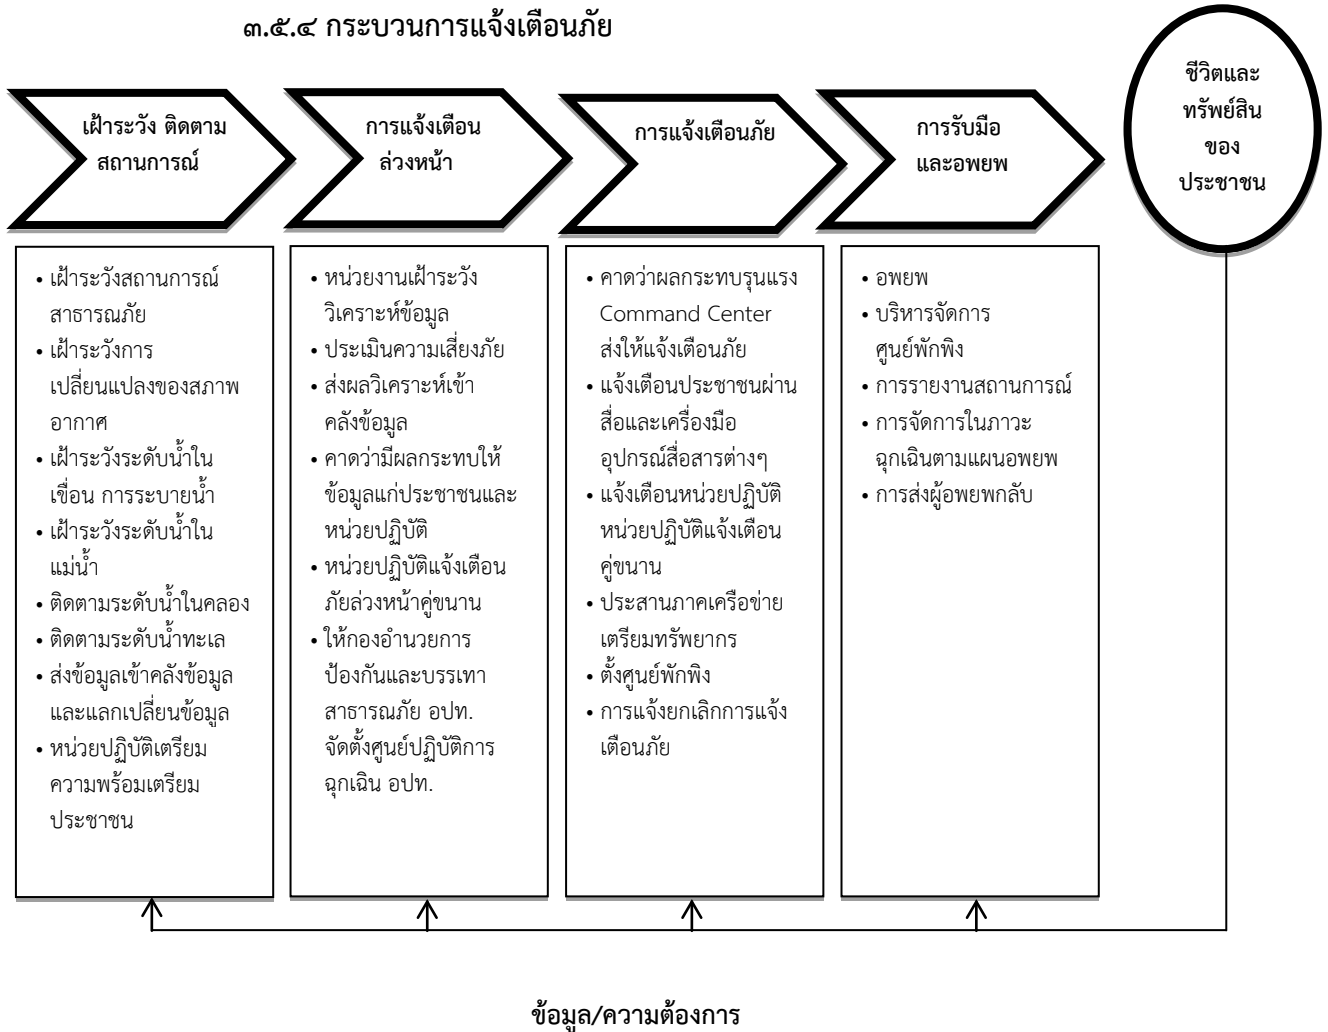 ๓.๕.๔ กระบวนการแจ้งเตือนภัย
เฝ้าระวัง ติดตาม
สถานการณ์
การแจ้งเตือน
ล่วงหน้า
การแจ้งเตือนภัย
การรับมือ
และอพยพ
ชีวิตและ
ทรัพย์สิน
ของ
ประชาชน
• เฝ้าระวังสถานการณ์
สาธารณภัย
• เฝ้าระวังการ
เปลี่ยนแปลงของสภาพ
อากาศ
• เฝ้าระวังระดับน้ำใน
เขื่อน การระบายน้ำ
• เฝ้าระวังระดับน้ำใน
แม่น้ำ
• ติดตามระดับน้ำในคลอง
• ติดตามระดับน้ำทะเล
• ส่งข้อมูลเข้าคลังข้อมูล
และแลกเปลี่ยนข้อมูล
• หน่วยปฏิบัติเตรียม
ความพร้อมเตรียม
ประชาชน
• หน่วยงานเฝ้าระวัง
วิเคราะห์ข้อมูล
• ประเมินความเสี่ยงภัย
• ส่งผลวิเคราะห์เข้า
คลังข้อมูล
• คาดว่ามีผลกระทบให้
ข้อมูลแก่ประชาชนและ
หน่วยปฏิบัติ
• หน่วยปฏิบัติแจ้งเตือน
ภัยล่วงหน้าคู่ขนาน
• ให้กองอำนวยการ
ป้องกันและบรรเทา
สาธารณภัย อปท.
จัดตั้งศูนย์ปฏิบัติการ
ฉุกเฉิน อปท.
• คาดว่าผลกระทบรุนแรง
Command Center
ส่งให้แจ้งเตือนภัย
• แจ้งเตือนประชาชนผ่าน
สื่อและเครื่องมือ
อุปกรณ์สื่อสารต่างๆ
• แจ้งเตือนหน่วยปฏิบัติ
หน่วยปฏิบัติแจ้งเตือน
คู่ขนาน
• ประสานภาคเครือข่าย
เตรียมทรัพยากร
• ตั้งศูนย์พักพิง
• การแจ้งยกเลิกการแจ้ง
เตือนภัย
• อพยพ
• บริหารจัดการ
ศูนย์พักพิง
• การรายงานสถานการณ์
• การจัดการในภาวะ
ฉุกเฉินตามแผนอพยพ
• การส่งผู้อพยพกลับ
ข้อมูล/ความต้องการ